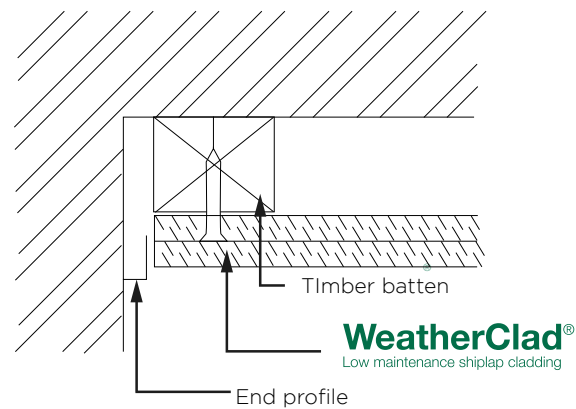 ®
TImber batten
WeatherClad®
Low maintenance shiplap cladding
End profile